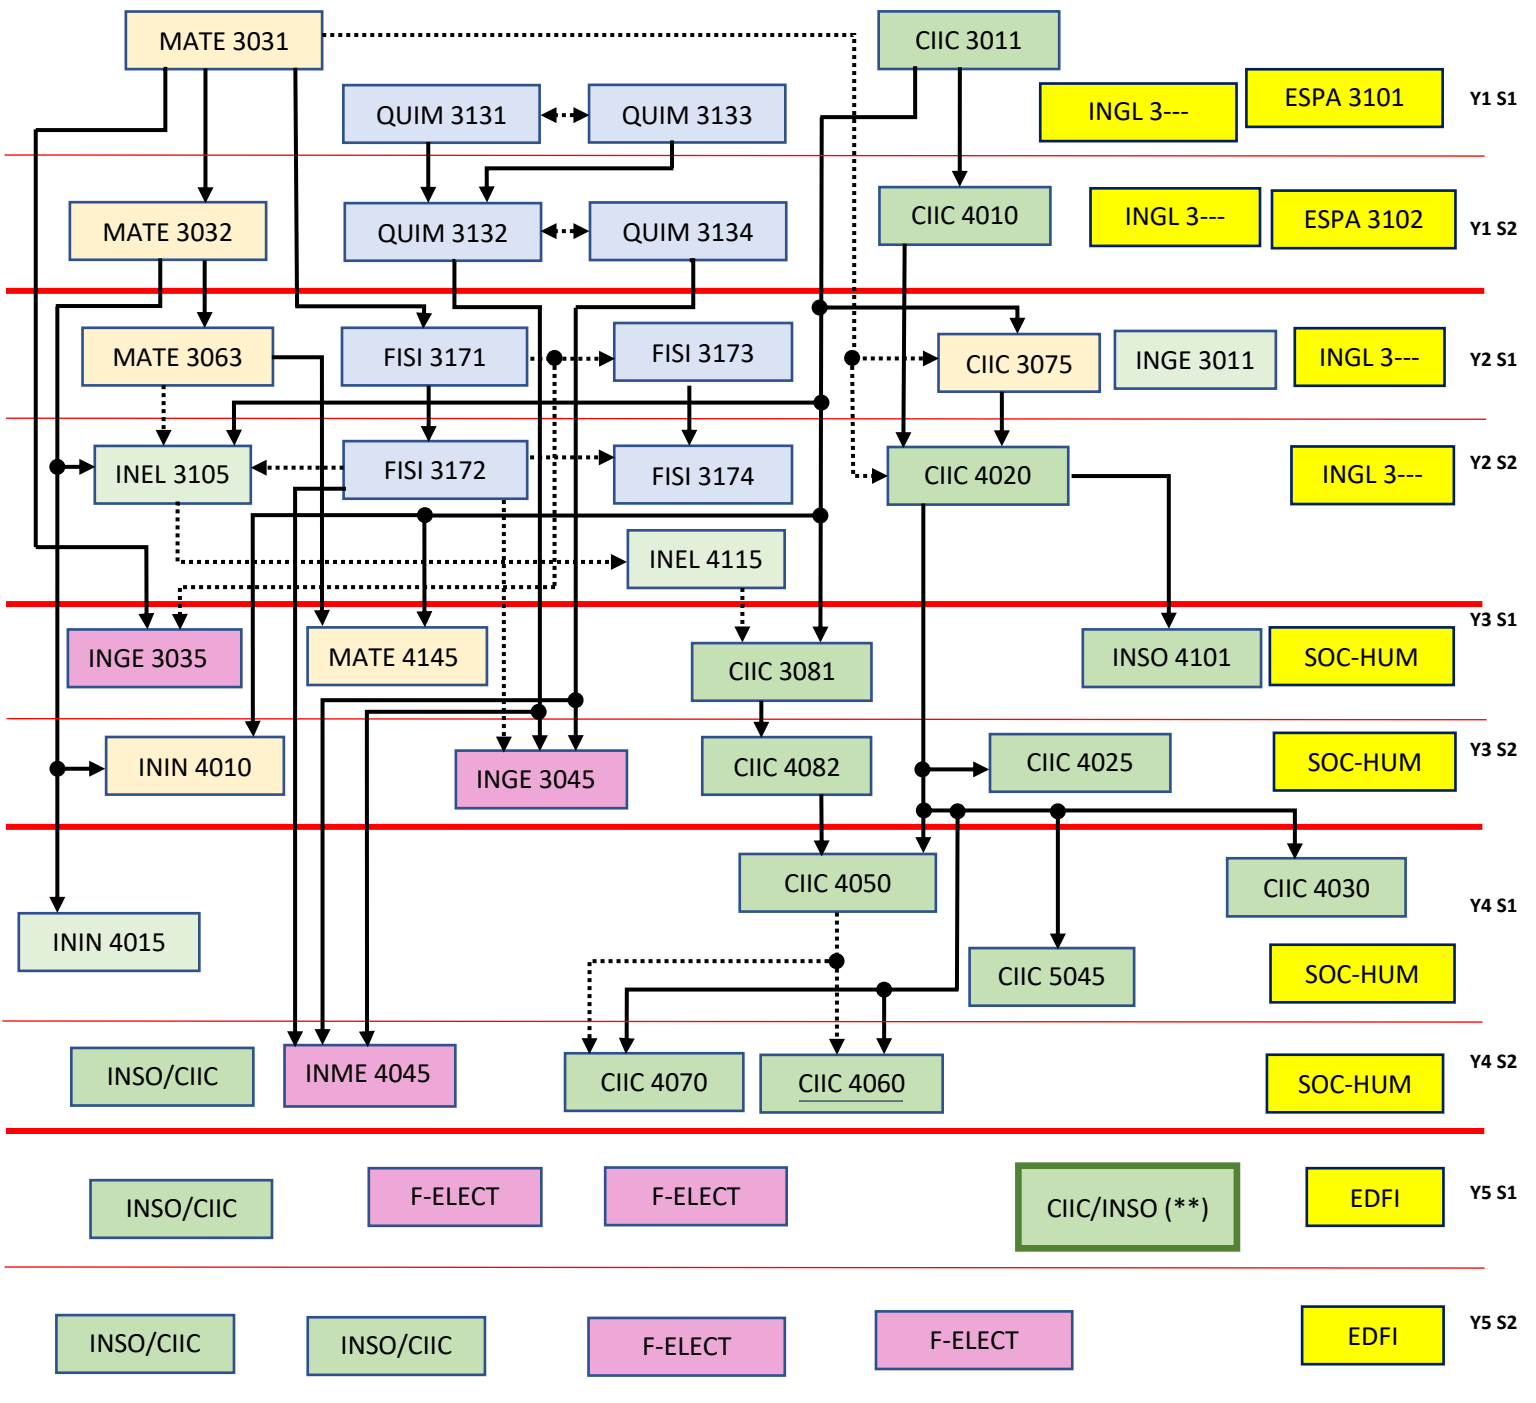 MATE 3031
CIIC 3011
QUIM 3131
QUIM 3133
INGL 3---
ESPA 3101
Y1 S1
MATE 3032
QUIM 3132
QUIM 3134
CIIC 4010
INGL 3---
ESPA 3102
Y1 S2
MATE 3063
FISI 3171
FISI 3173
CIIC 3075
INGE 3011
INGL 3---
Y2 S1
INEL 3105
FISI 3172
FISI 3174
CIIC 4020
INGL 3---
Y2 S2
INEL 4115
INGE 3035
MATE 4145
CIIC 3081
INSO 4101
SOC-HUM
Y3 S1
ININ 4010
INGE 3045
CIIC 4082
CIIC 4025
SOC-HUM
Y3 S2
CIIC 4050
CIIC 4030
Y4 S1
ININ 4015
CIIC 5045
SOC-HUM
INSO/CIIC
INME 4045
CIIC 4070
CIIC 4060
SOC-HUM
Y4 S2
INSO/CIIC
F-ELECT
F-ELECT
CIIC/INSO (**)
EDFI
Y5 S1
INSO/CIIC
INSO/CIIC
F-ELECT
F-ELECT
EDFI
Y5 S2